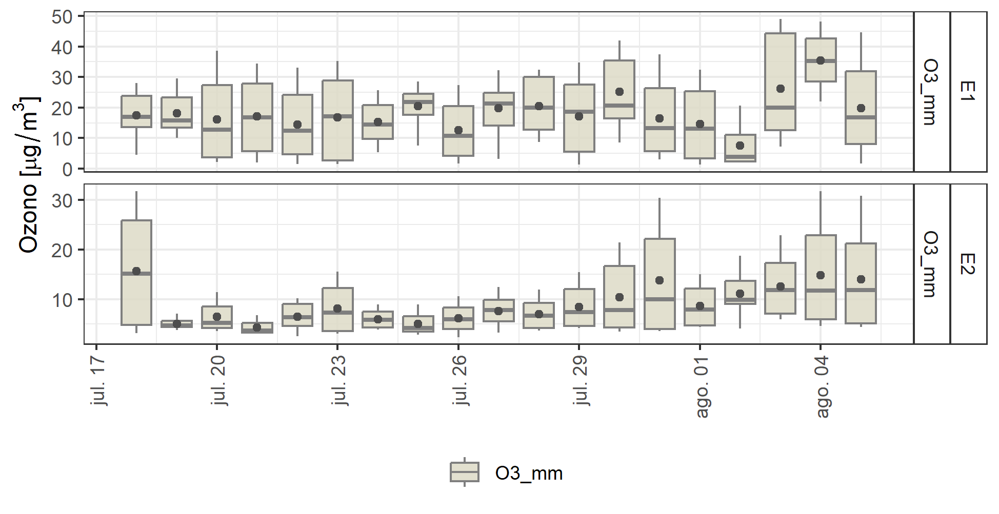 Ozono [µg/m³]
50
40
30
20
10
0
O3_mm
E1
30
20
10
O3_mm
E2
jul. 17
jul. 20
jul. 23
jul. 26
jul. 29
ago. 01
ago. 04
O3_mm